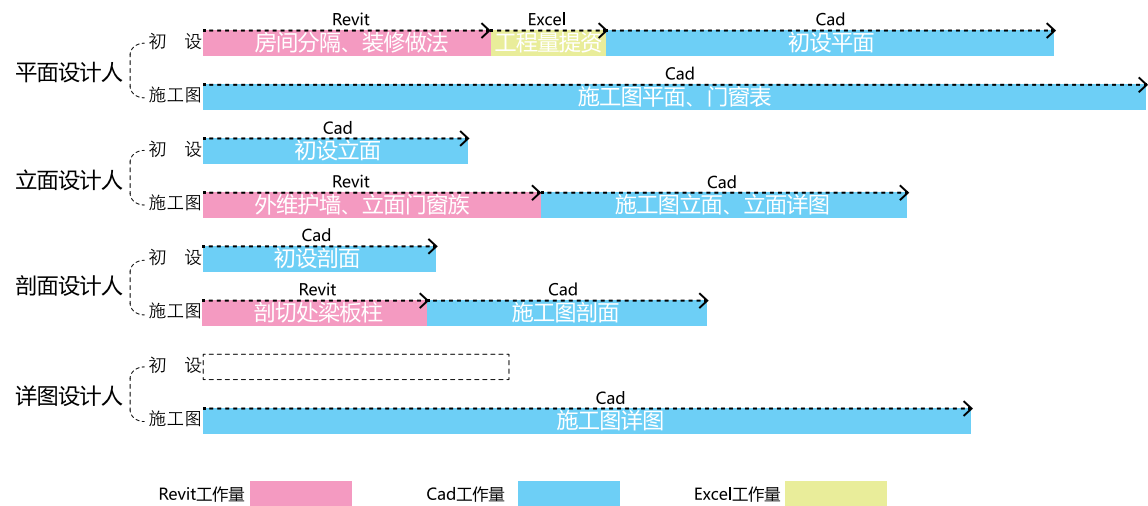 Revit Excel Cad
初 设 房间分隔、装修做法 工程量提资 初设平面
平面设计人
Cad
施工图 施工图平面、门窗表
Cad
初 设 初设立面
立面设计人
Revit Cad
施工图 外维护墙、立面门窗族 施工图立面、立面详图
Cad
初 设 初设剖面
剖面设计人
Revit Cad
施工图 剖切处梁板柱 施工图剖面
初 设
详图设计人
Cad
施工图 施工图详图
Revit工作量 Cad工作量 Excel工作量